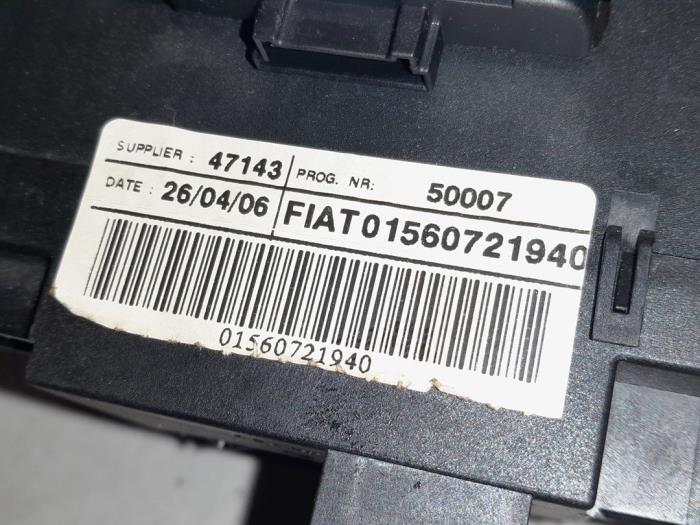 SUPPLIER : 47143 PROG. NR: 50007
DATE : 26/04/06 FIAT01560721940
01560721940